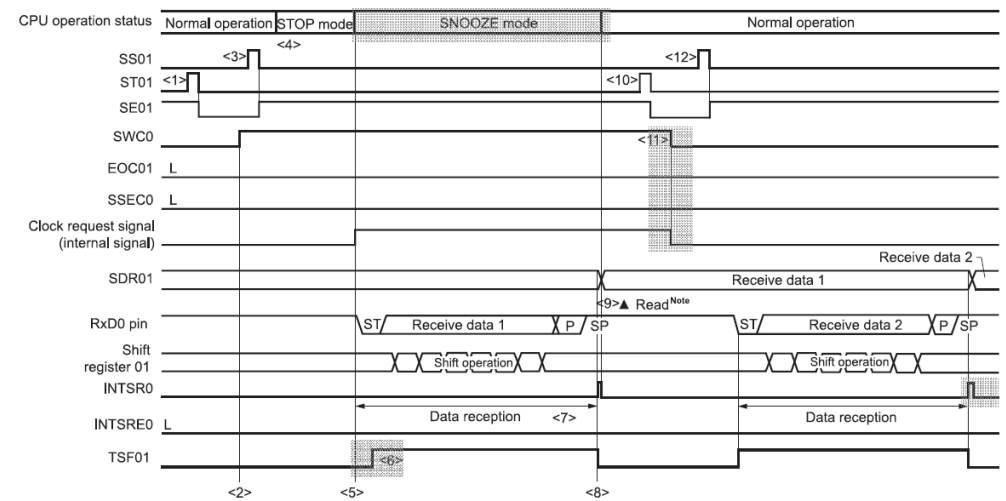 CPU operation status Normal operation STOP mode SNOOZE mode Normal operation
<4>
SS01 <3> <12>
ST01 <1> <10>
SE01
SWC0 <11>
EOC01 L
SSEC0 L
Clock request signal
(internal signal)
Receive data 2
SDR01 Receive data 1
<9>▲ Read Note
RxD0 pin ST Receive data 1 P SP ST Receive data 2 P SP
Shift
register 01 Shift operation Shift operation
INTSR0
Data reception <7> Data reception
INTSRE0 L
TSF01 <6>
<2> <5> <8>